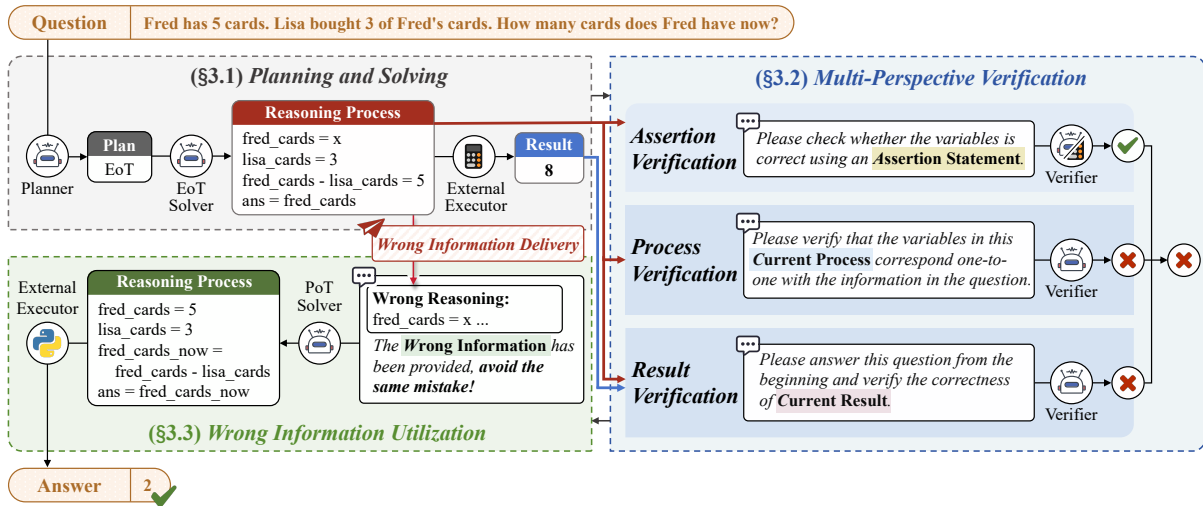 Question
Fred has 5 cards. Lisa bought 3 of Fred's cards. How many cards does Fred have now?
(§3.1) Planning and Solving
Planner
Plan
EoT
EoT
Solver
Reasoning Process
fred_cards = x
lisa_cards = 3
fred_cards - lisa_cards = 5
ans = fred_cards
External
Executor
Result
8
Wrong Information Delivery
(§3.2) Multi-Perspective Verification
Assertion
Verification
Please check whether the variables is
correct using an Assertion Statement.
Verifier
Process
Verification
Please verify that the variables in this
Current Process correspond one-to-
one with the information in the question.
Verifier
Result
Verification
Please answer this question from the
beginning and verify the correctness
of Current Result.
Verifier
External
Executor
Reasoning Process
fred_cards = 5
lisa_cards = 3
fred_cards_now =
fred_cards - lisa_cards
ans = fred_cards_now
PoT
Solver
Wrong Reasoning:
fred_cards = x ...
The Wrong Information has
been provided, avoid the
same mistake!
(§3.3) Wrong Information Utilization
Answer
2